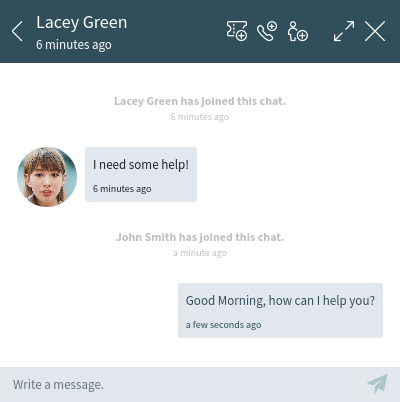 Lacey Green
6 minutes ago
Lacey Green has joined this chat.
6 minutes ago
I need some help!
6 minutes ago
John Smith has joined this chat.
a minute ago
Good Morning, how can I help you?
a few seconds ago
Write a message.